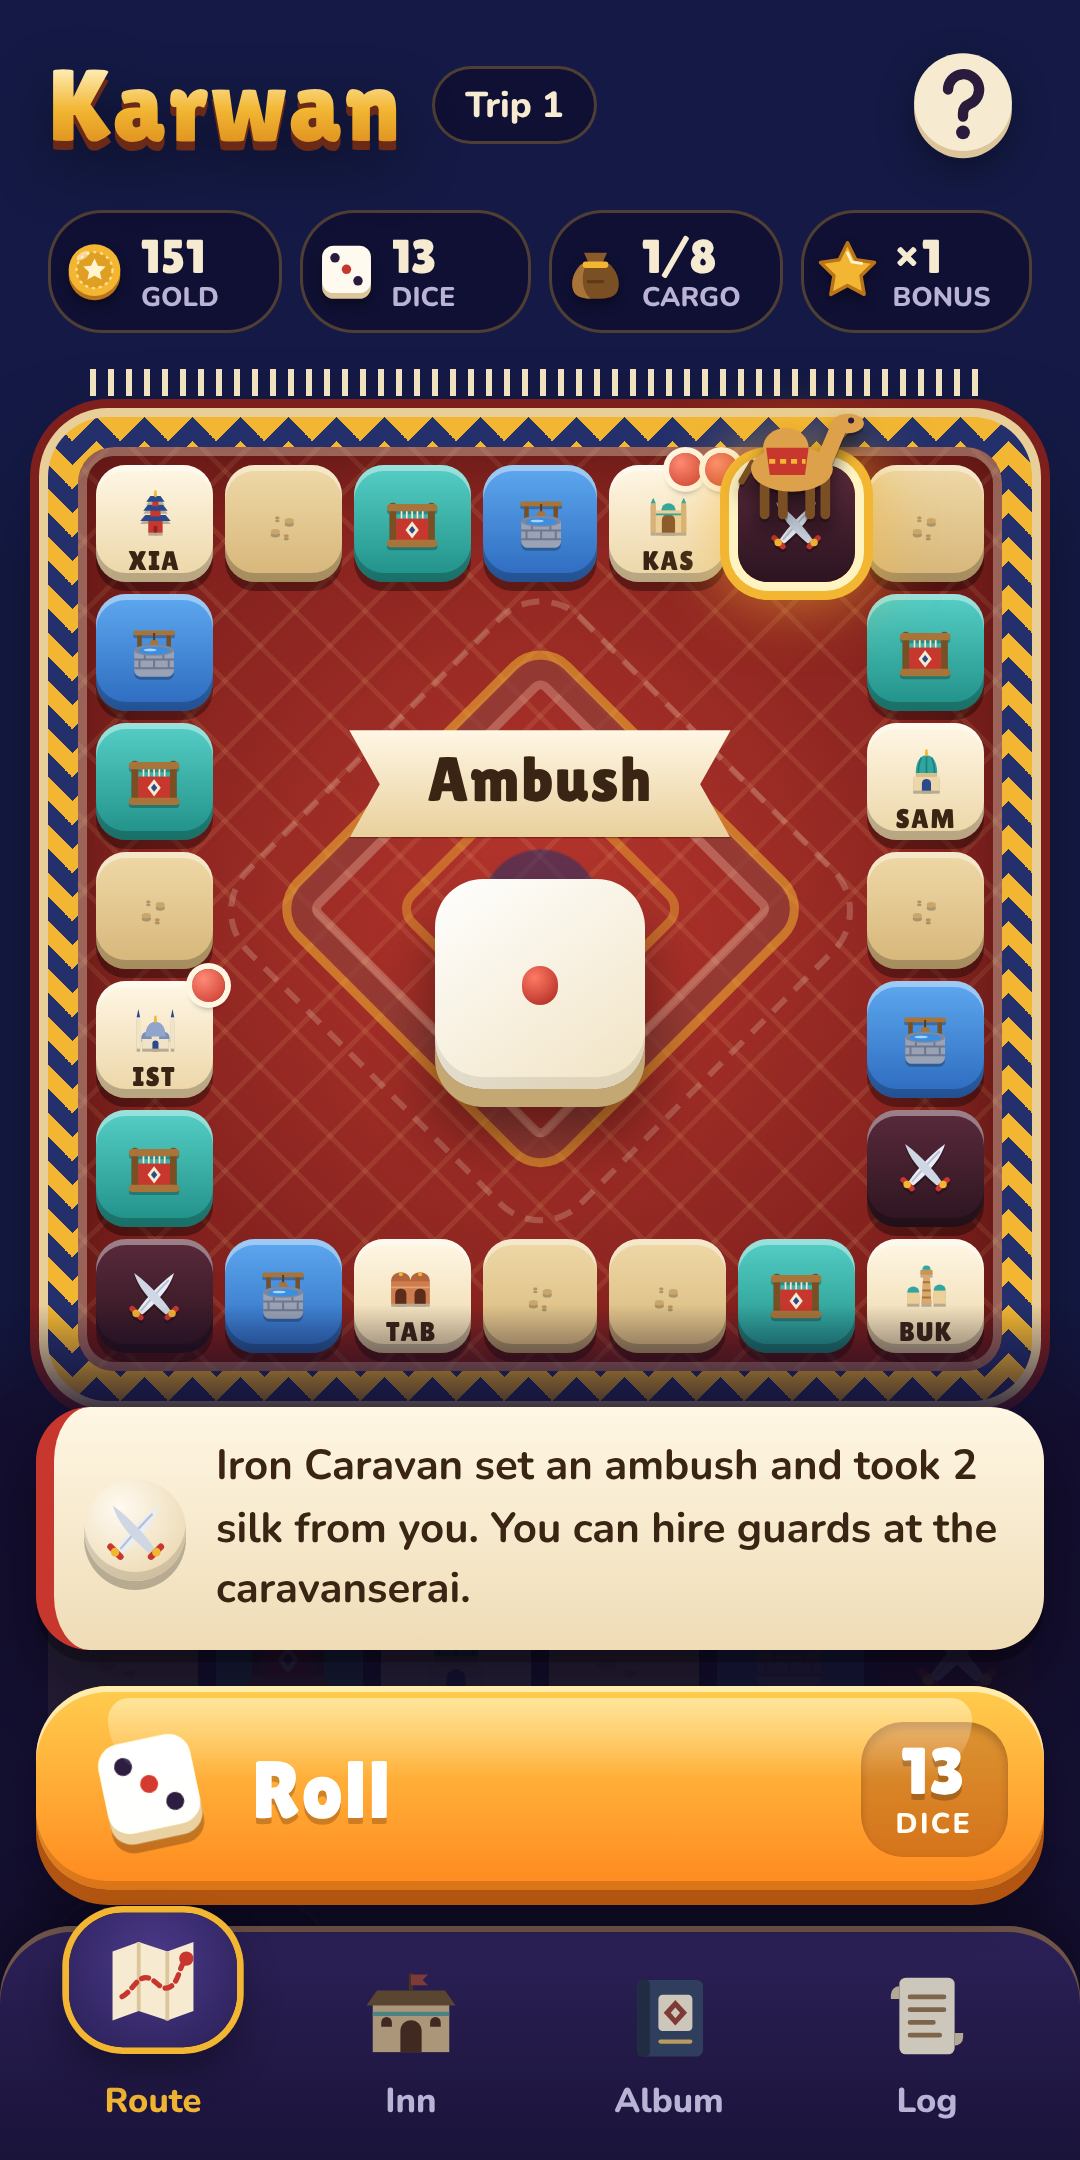 Karwan
Trip 1
?
151
GOLD
13
DICE
1/8
CARGO
×1
BONUS
XIA
KAS
SAM
Ambush
IST
TAB
BUK
Iron Caravan set an ambush and took 2
silk from you. You can hire guards at the
caravanserai.
Roll
13
DICE
Route
Inn
Album
Log